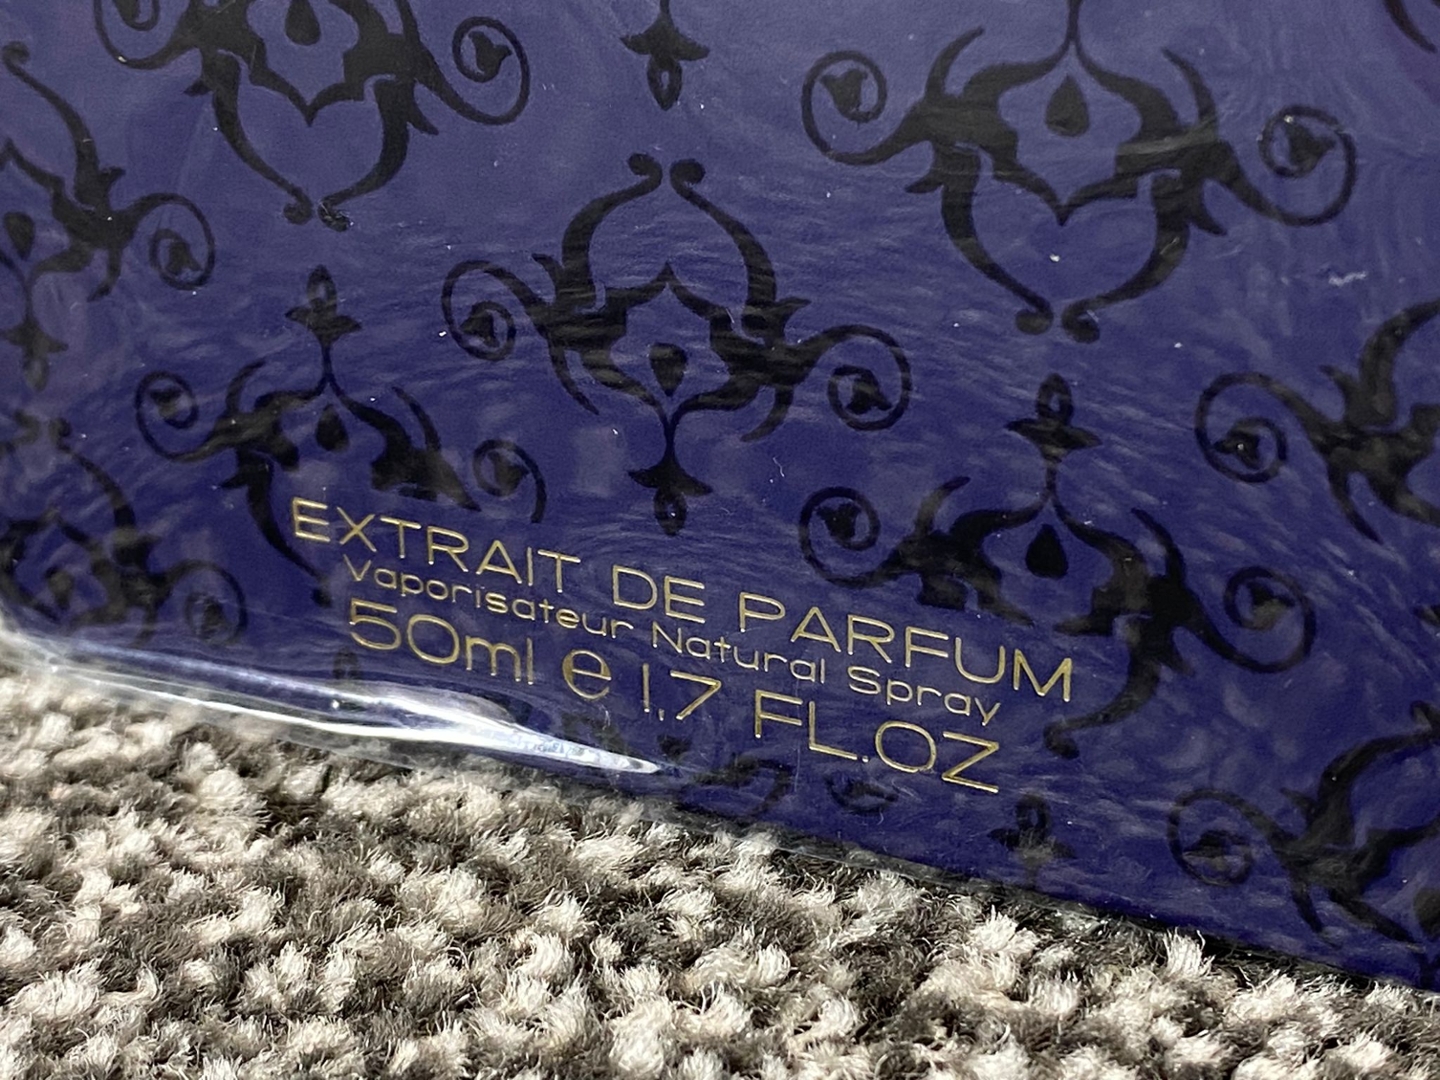 EXTRAIT DE PARFUM
Vaporisateur Natural Spray
50ml e 1.7 FL.OZ